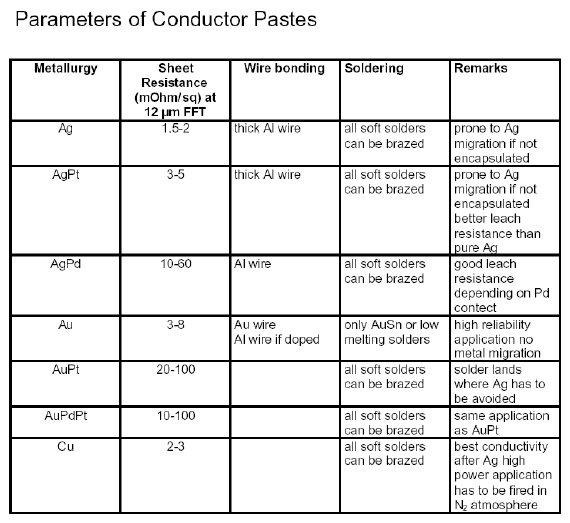 Parameters of Conductor Pastes
Metallurgy
Sheet
Resistance
(mOhm/sq) at
12 µm FFT
Wire bonding
Soldering
Remarks
Ag
1.5-2
thick Al wire
all soft solders
can be brazed
prone to Ag
migration if not
encapsulated
AgPt
3-5
thick Al wire
all soft solders
can be brazed
prone to Ag
migration if not
encapsulated
better leach
resistance than
pure Ag
AgPd
10-60
Al wire
all soft solders
can be brazed
good leach
resistance
depending on Pd
contect
Au
3-8
Au wire
Al wire if doped
only AuSn or low
melting solders
high reliability
application no
metal migration
AuPt
20-100
all soft solders
can be brazed
solder lands
where Ag has to
be avoided
AuPdPt
10-100
all soft solders
can be brazed
same application
as AuPt
Cu
2-3
all soft solders
can be brazed
best conductivity
after Ag high
power application
has to be fired in
N₂ atmosphere